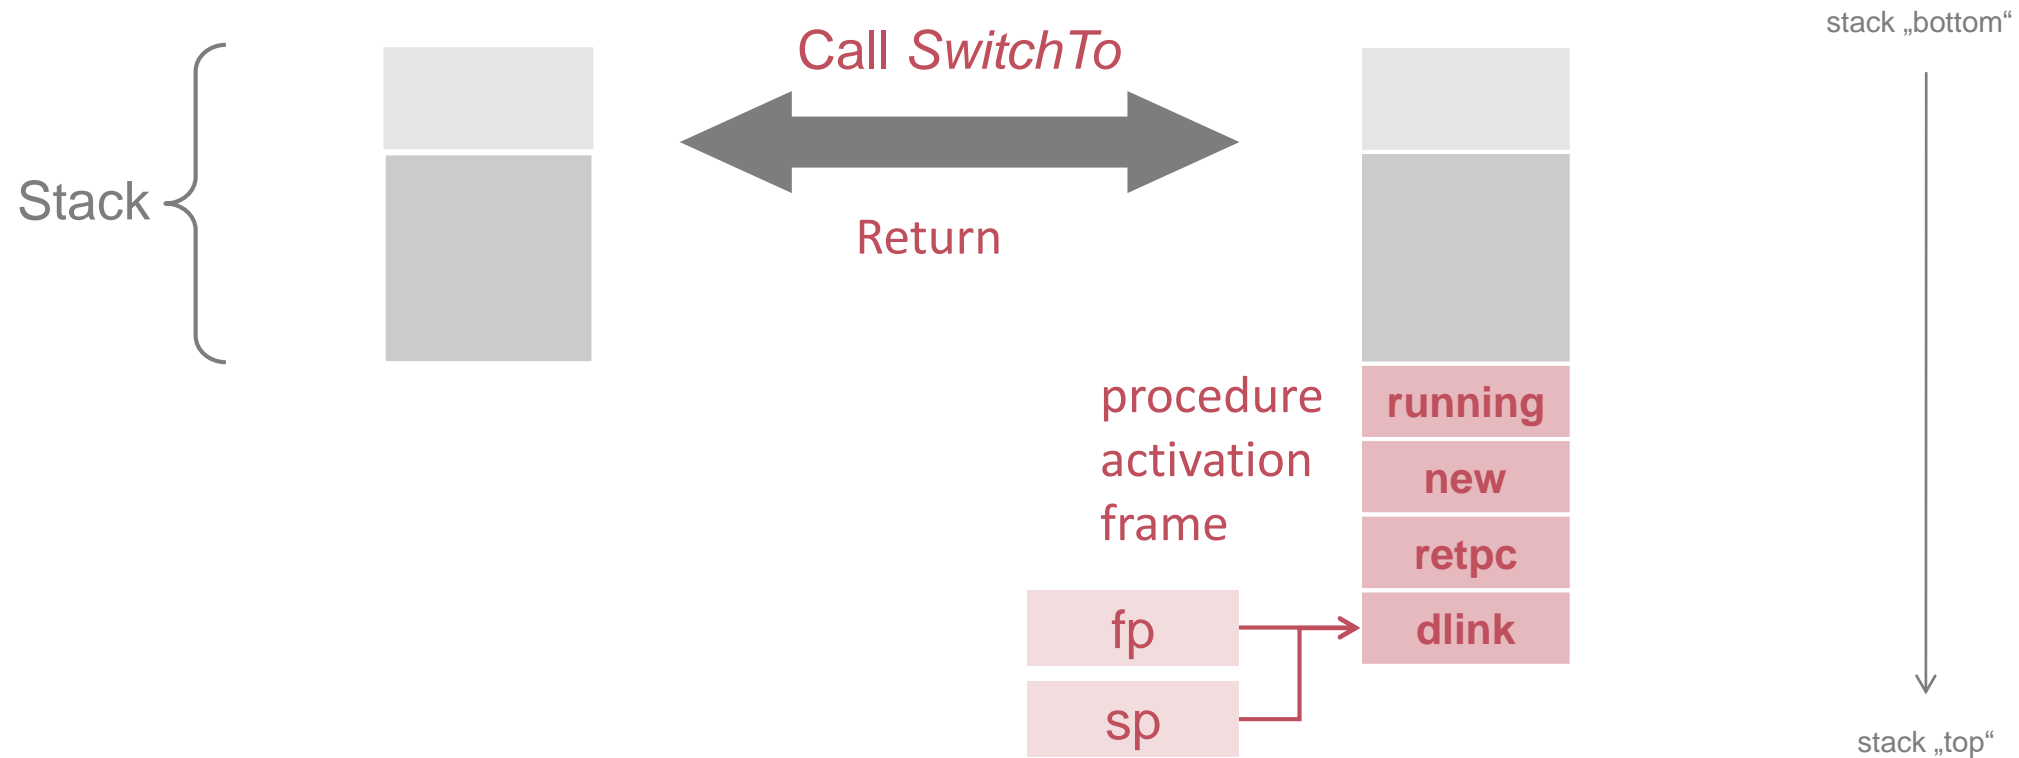 stack „bottom“
Call SwitchTo
Stack
Return
procedure
activation
frame
running
new
retpc
dlink
fp
sp
stack „top“